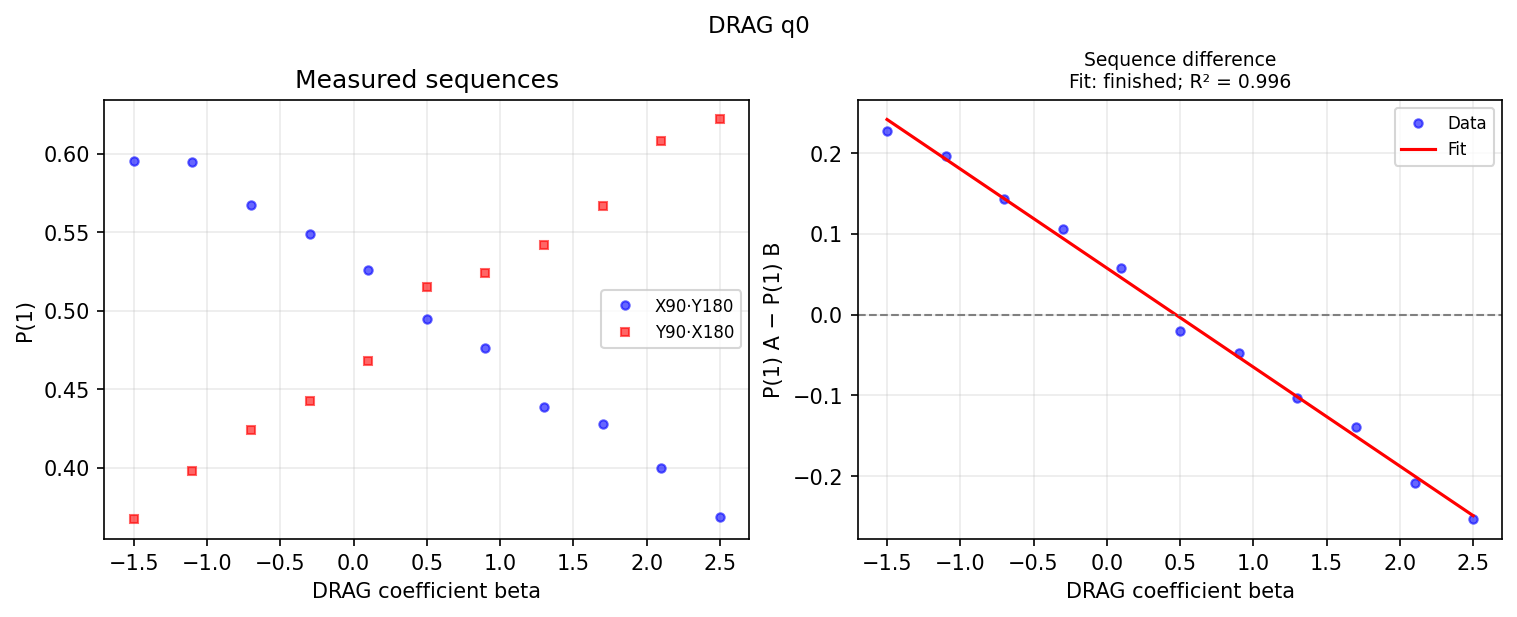 DRAG q0
Measured sequences
P(1)
0.60
0.55
0.50
0.45
0.40
X90·Y180
Y90·X180
−1.5 −1.0 −0.5 0.0 0.5 1.0 1.5 2.0 2.5
DRAG coefficient beta
Sequence difference
Fit: finished; R² = 0.996
P(1) A − P(1) B
0.2
0.1
0.0
−0.1
−0.2
Data
Fit
−1.5 −1.0 −0.5 0.0 0.5 1.0 1.5 2.0 2.5
DRAG coefficient beta